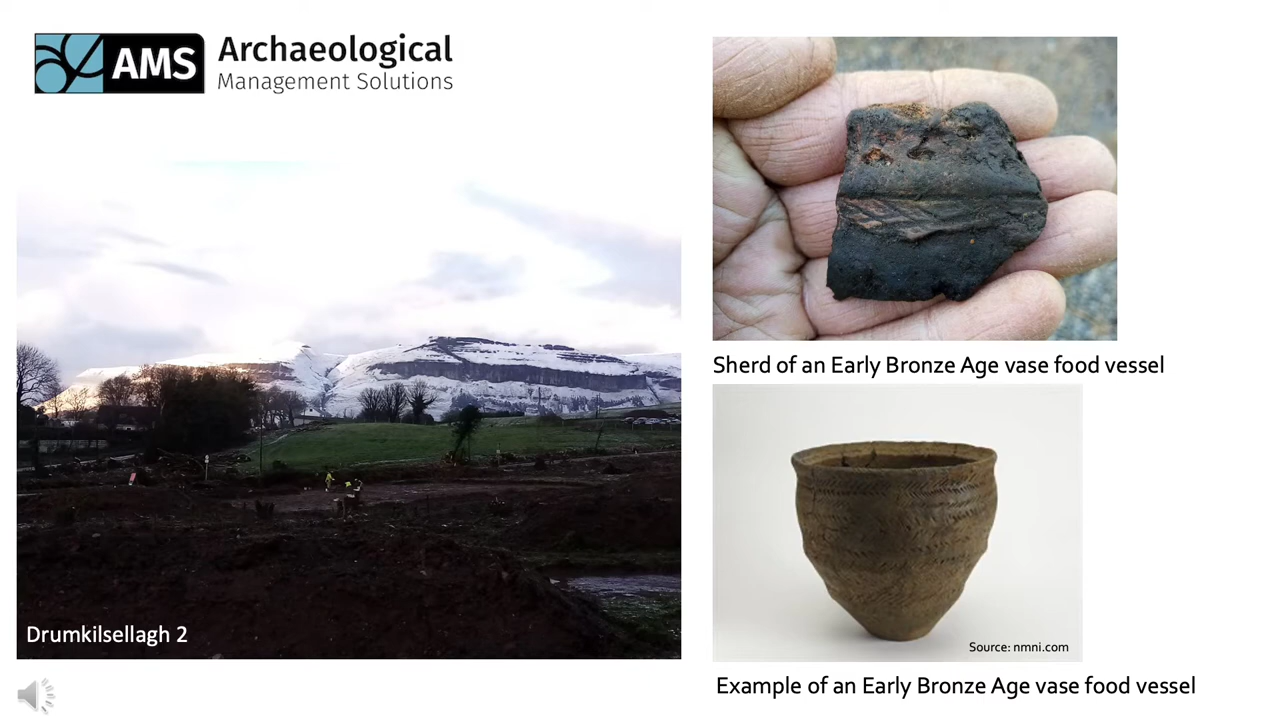 AMS Archaeological
Management Solutions
Sherd of an Early Bronze Age vase food vessel
Drumkilsellagh 2
Source: nmni.com
Example of an Early Bronze Age vase food vessel